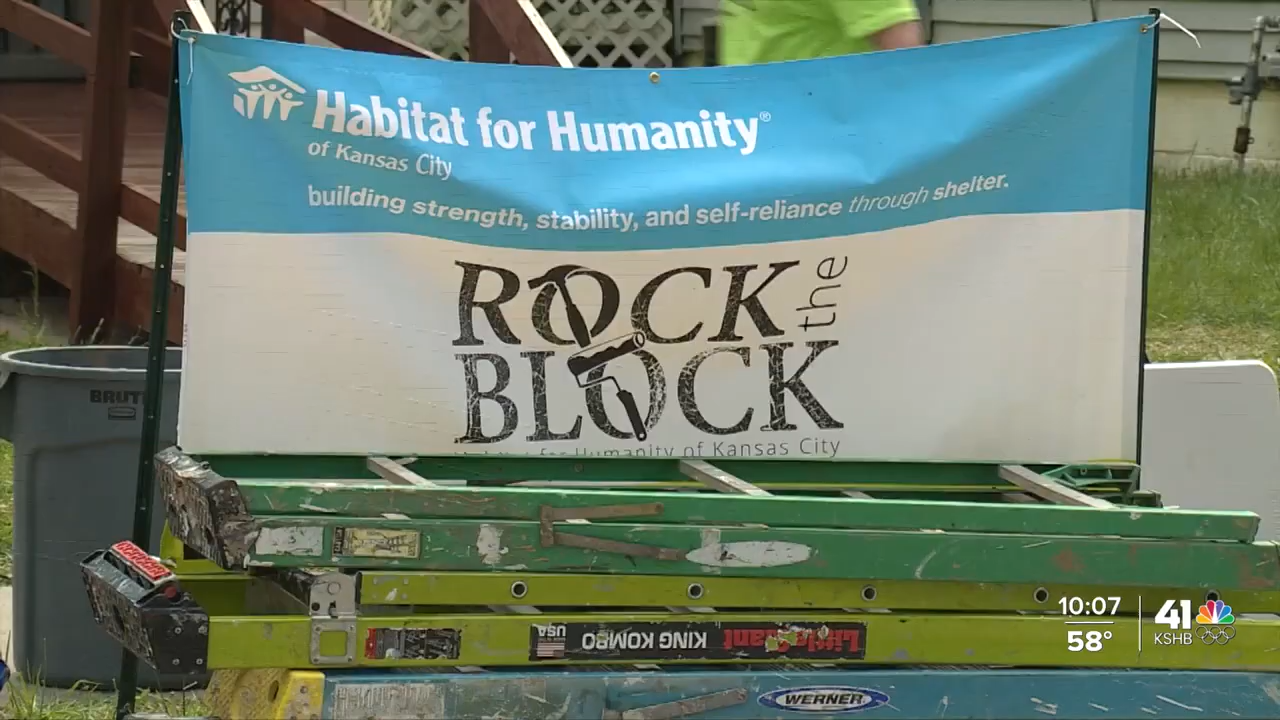 Habitat for Humanity®
of Kansas City
building strength, stability, and self-reliance through shelter.
ROCK the
BLOCK
for Humanity of Kansas City
BRUTE
Little Giant KING KOMBO
USA
WERNER
10:07
58°
41
KSHB